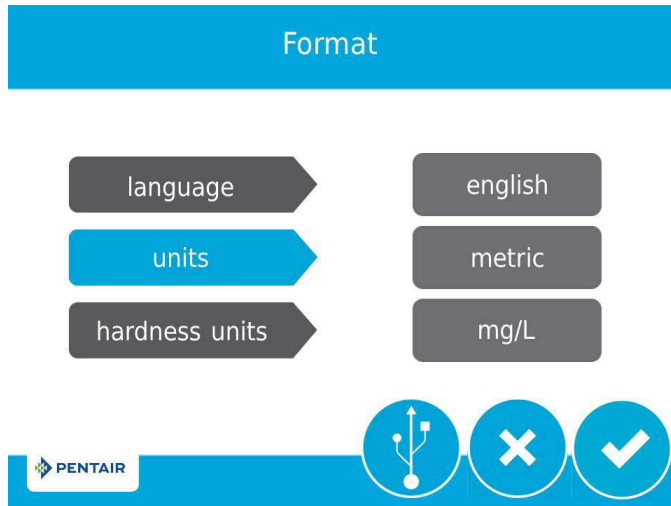 Format
language
english
units
metric
hardness units
mg/L
PENTAIR